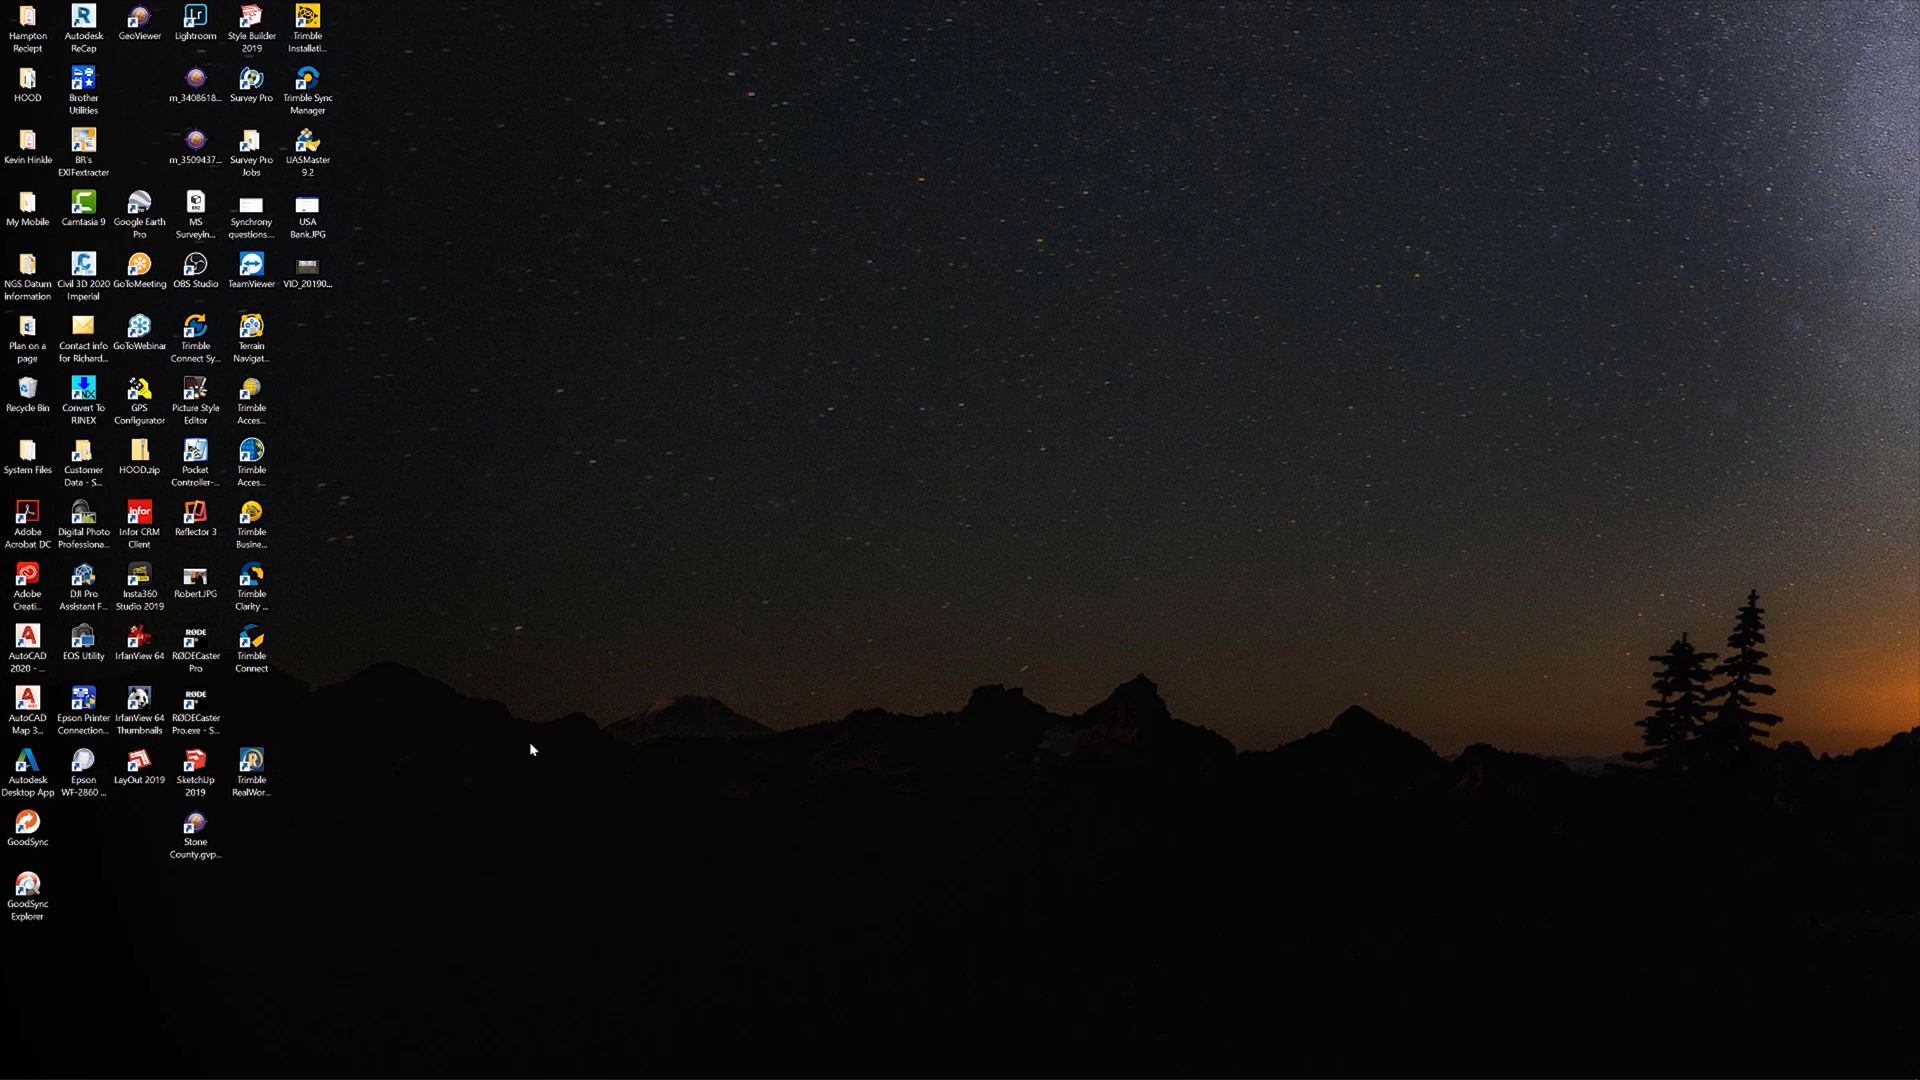 Hampton
Reciept
Autodesk
ReCap
GeoViewer
Lightroom
Style Builder
2019
Trimble
Installati...
HOOD
Brother
Utilities
m_3408618...
Survey Pro
Trimble Sync
Manager
Kevin Hinkle
BR's
EXIFextracter
m_3509437...
Survey Pro
Jobs
UASMaster
9.2
My Mobile
Camtasia 9
Google Earth
Pro
MS
Surveyin...
Synchrony
questions...
USA
Bank.JPG
NGS Datum
information
Civil 3D 2020
Imperial
GoToMeeting
OBS Studio
TeamViewer
VID_20190...
Plan on a
page
Contact info
for Richard...
GoToWebinar
Trimble
Connect Sy...
Terrain
Navigat...
Recycle Bin
Convert To
RINEX
GPS
Configurator
Picture Style
Editor
Trimble
Acces...
System Files
Customer
Data - S...
HOOD.zip
Pocket
Controller-...
Trimble
Acces...
Adobe
Acrobat DC
Digital Photo
Professiona...
infor
Infor CRM
Client
Reflector 3
Trimble
Busine...
Adobe
Creati...
DJI Pro
Assistant F...
Insta360
Studio 2019
Robert.JPG
Trimble
Clarity ...
AutoCAD
2020 - ...
EOS Utility
IrfanView 64
RØDE
RØDECaster
Pro
Trimble
Connect
AutoCAD
Map 3...
Epson Printer
Connection...
IrfanView 64
Thumbnails
RØDE
RØDECaster
Pro.exe - S...
Autodesk
Desktop App
Epson
WF-2860 ...
LayOut 2019
SketchUp
2019
Trimble
RealWor...
GoodSync
Stone
County.gvp...
GoodSync
Explorer